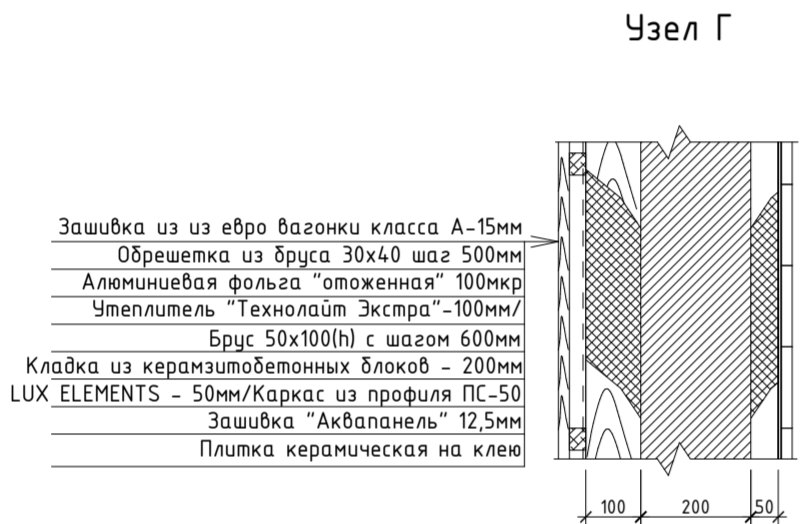 Узел Г
Зашивка из из евро вагонки класса А-15мм
Обрешетка из бруса 30х40 шаг 500мм
Алюминиевая фольга "отоженная" 100мкр
Утеплитель "Технолайт Экстра"-100мм/
Брус 50х100(h) с шагом 600мм
Кладка из керамзитобетонных блоков - 200мм
LUX ELEMENTS - 50мм/Каркас из профиля ПС-50
Зашивка "Аквапанель" 12,5мм
Плитка керамическая на клею
100 200 50